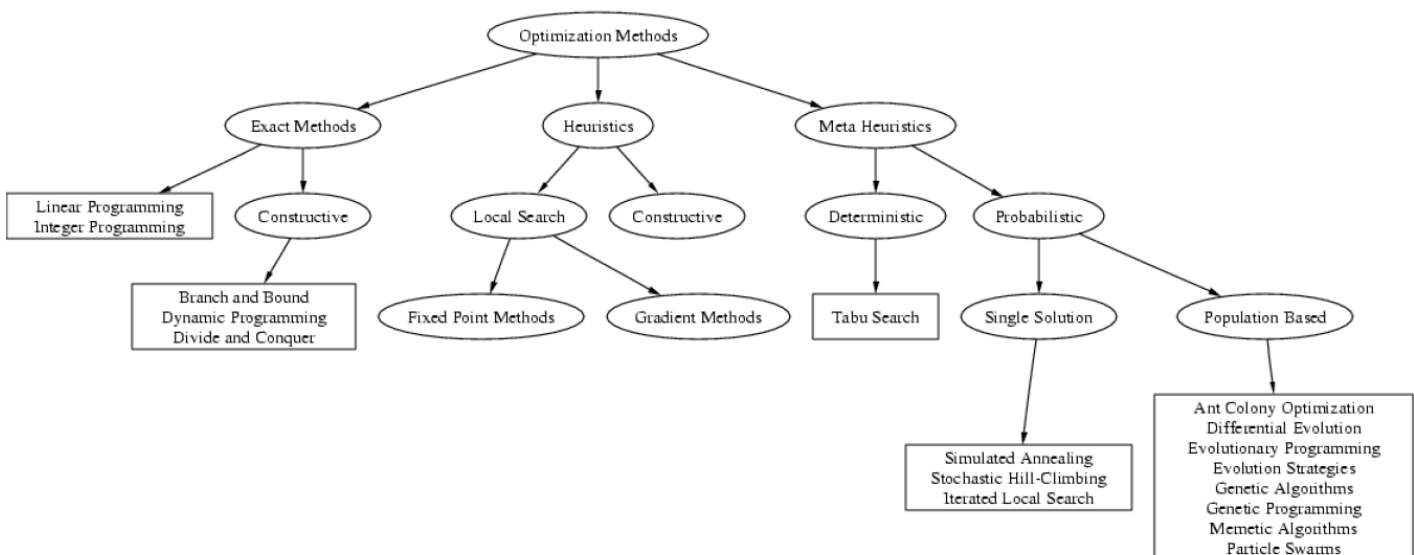 Optimization Methods
Exact Methods
Heuristics
Meta Heuristics
Linear Programming
Integer Programming
Constructive
Local Search
Constructive
Deterministic
Probabilistic
Branch and Bound
Dynamic Programming
Divide and Conquer
Fixed Point Methods
Gradient Methods
Tabu Search
Single Solution
Population Based
Simulated Annealing
Stochastic Hill-Climbing
Iterated Local Search
Ant Colony Optimization
Differential Evolution
Evolutionary Programming
Evolution Strategies
Genetic Algorithms
Genetic Programming
Memetic Algorithms
Particle Swarms